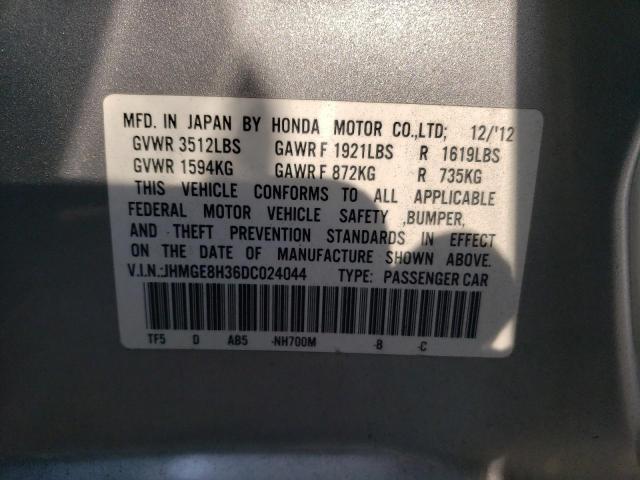 MFD. IN JAPAN BY HONDA MOTOR CO.,LTD; 12/'12
GVWR 3512LBS GAWR F 1921LBS R 1619LBS
GVWR 1594KG GAWR F 872KG R 735KG
THIS VEHICLE CONFORMS TO ALL APPLICABLE
FEDERAL MOTOR VEHICLE SAFETY ,BUMPER,
AND THEFT PREVENTION STANDARDS IN EFFECT
ON THE DATE OF MANUFACTURE SHOWN ABOVE.
V.I.N.:JHMGE8H36DC024044 TYPE: PASSENGER CAR
TF5 D AB5 -NH700M -B -C